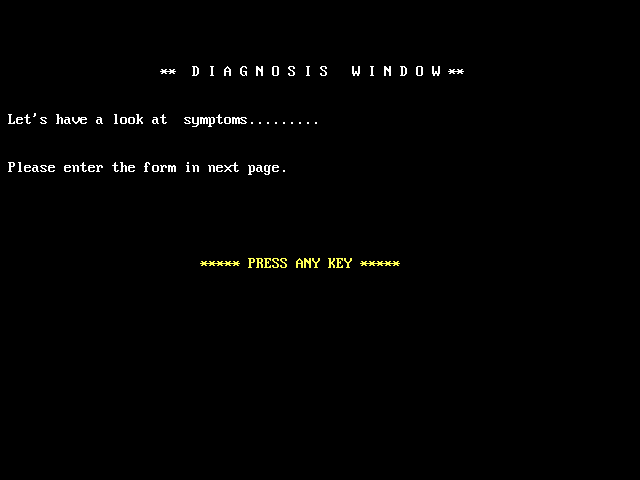 ** D I A G N O S I S   W I N D O W **
Let's have a look at  symptoms.........
Please enter the form in next page.
***** PRESS ANY KEY *****